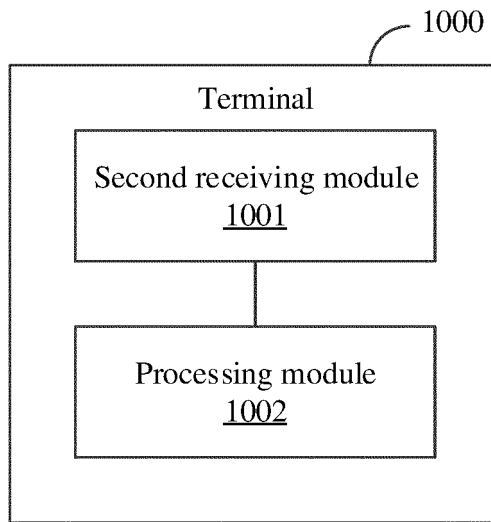 1000
Terminal
Second receiving module
1001
Processing module
1002